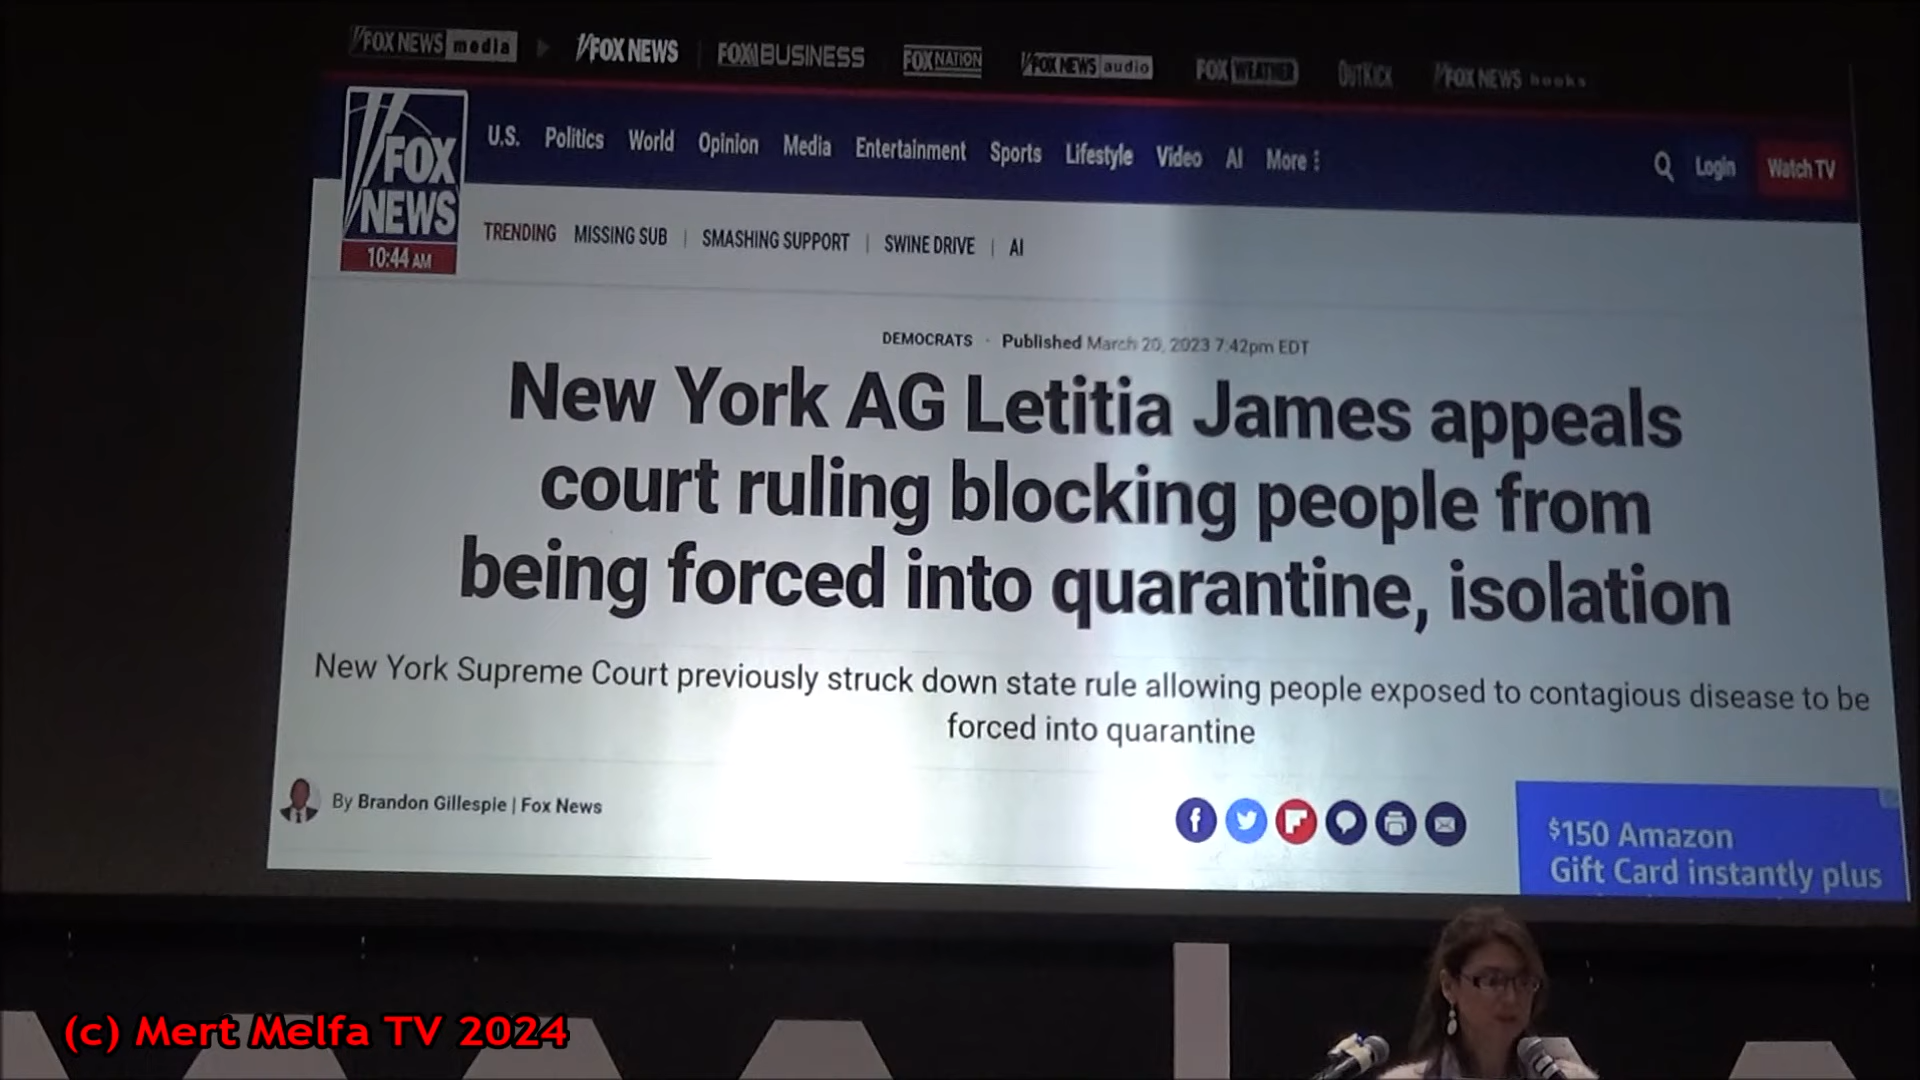 FOX NEWS media
FOX NEWS
FOX BUSINESS
FOX NATION
FOX NEWS audio
FOX WEATHER
OUTKICK
FOX NEWS books
FOX
NEWS
10:44 AM
U.S. Politics World Opinion Media Entertainment Sports Lifestyle Video AI More
Login
Watch TV
TRENDING MISSING SUB | SMASHING SUPPORT | SWINE DRIVE | AI
DEMOCRATS · Published March 20, 2023 7:42pm EDT
New York AG Letitia James appeals
court ruling blocking people from
being forced into quarantine, isolation
New York Supreme Court previously struck down state rule allowing people exposed to contagious disease to be
forced into quarantine
By Brandon Gillespie | Fox News
$150 Amazon
Gift Card instantly plus
(c) Mert Melfa TV 2024